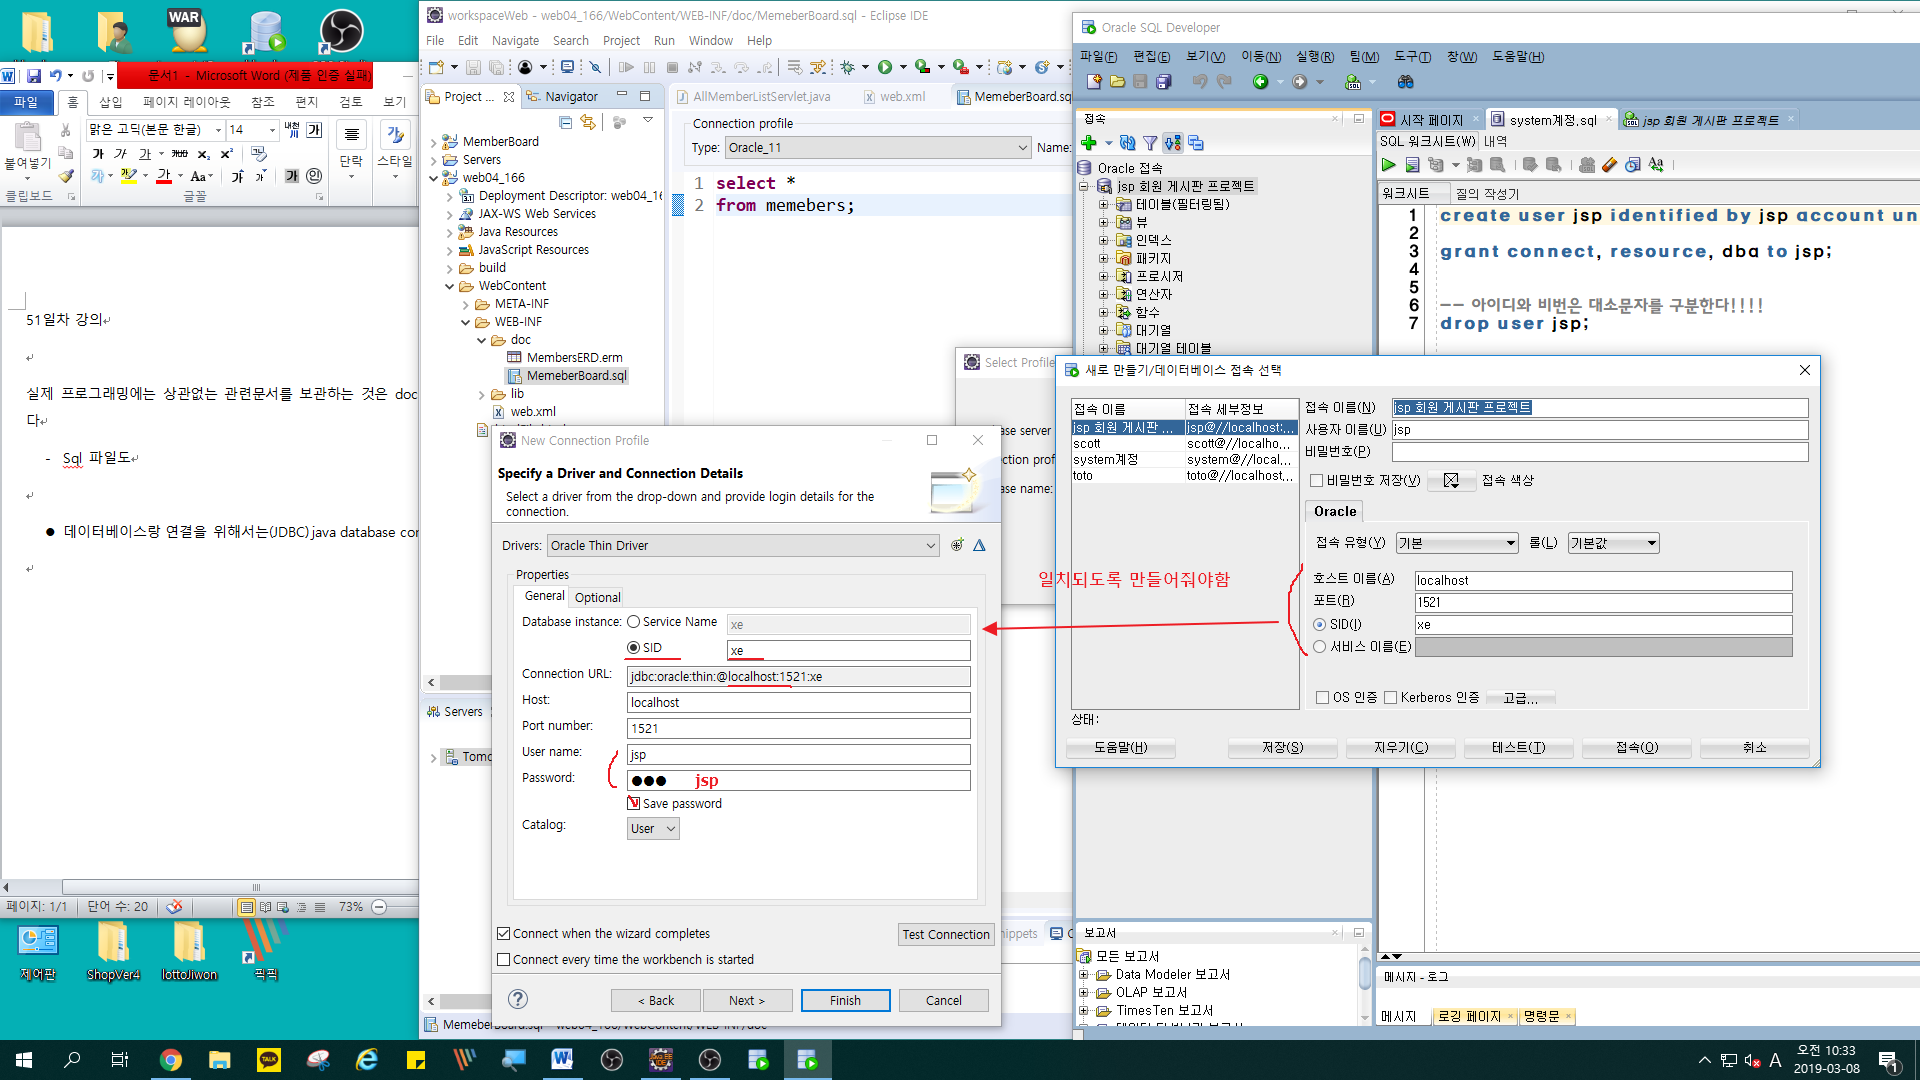 WAR
문서1 - Microsoft Word (제품 인증 실패)
파일 홈 삽입 페이지 레이아웃 참조 편지 검토 보기
맑은 고딕(본문 한글) 14
붙여넣기
단락 스타일
클립보드 글꼴
51일차 강의
실제 프로그래밍에는 상관없는 관련문서를 보관하는 것은 doc
다
- Sql 파일도
● 데이터베이스랑 연결을 위해서는(JDBC) java database
페이지: 1/1 단어 수: 20 73%
제어판 ShopVer4 lottoJiwon 픽픽
workspaceWeb - web04_166/WebContent/WEB-INF/doc/MemeberBoard.sql - Eclipse IDE
File Edit Navigate Search Project Run Window Help
Project ... Navigator
AllMemberListServlet.java web.xml MemeberBoard.sql
MemberBoard
Servers
web04_166
Deployment Descriptor: web04_16
JAX-WS Web Services
Java Resources
JavaScript Resources
build
WebContent
META-INF
WEB-INF
doc
MembersERD.erm
MemeberBoard.sql
lib
web.xml
Connection profile
Type: Oracle_11 Name:
1 select *
2 from memebers;
Servers
Tomc
Select Profile
ase server
ction prof
ase name:
New Connection Profile
Specify a Driver and Connection Details
Select a driver from the drop-down and provide login details for the
connection.
Drivers: Oracle Thin Driver
Properties
General Optional
Database instance: Service Name xe
SID xe
Connection URL: jdbc:oracle:thin:@localhost:1521:xe
Host: localhost
Port number: 1521
User name: jsp
Password: ●●● jsp
Save password
Catalog: User
Connect when the wizard completes Test Connection
Connect every time the workbench is started
< Back Next > Finish Cancel
nippets
MemeberBoard.sql - web04_166/WebContent/WEB-INF/doc
일치되도록 만들어줘야함
Oracle SQL Developer
파일(F) 편집(E) 보기(V) 이동(N) 실행(R) 팀(M) 도구(T) 창(W) 도움말(H)
접속
Oracle 접속
jsp 회원 게시판 프로젝트
테이블(필터링됨)
뷰
인덱스
패키지
프로시저
연산자
함수
대기열
대기열 테이블
시작 페이지 system계정.sql jsp 회원 게시판 프로젝트
SQL 워크시트(W) 내역
워크시트 질의 작성기
1 create user jsp identified by jsp account un
2
3 grant connect, resource, dba to jsp;
4
5
6 -- 아이디와 비번은 대소문자를 구분한다!!!!
7 drop user jsp;
새로 만들기/데이터베이스 접속 선택
접속 이름 접속 세부정보
jsp 회원 게시판 ... jsp@//localhost:...
scott scott@//localho...
system계정 system@//local...
toto toto@//localhost,...
접속 이름(N) jsp 회원 게시판 프로젝트
사용자 이름(U) jsp
비밀번호(P)
비밀번호 저장(V) 접속 색상
Oracle
접속 유형(Y) 기본 롤(L) 기본값
호스트 이름(A) localhost
포트(R) 1521
SID(I) xe
서비스 이름(E)
OS 인증 Kerberos 인증 고급...
상태:
도움말(H) 저장(S) 지우기(C) 테스트(T) 접속(O) 취소
보고서
모든 보고서
Data Modeler 보고서
OLAP 보고서
TimesTen 보고서
메시지 - 로그
메시지 로깅 페이지 명령문
TALK
A 오전 10:33
2019-03-08
1